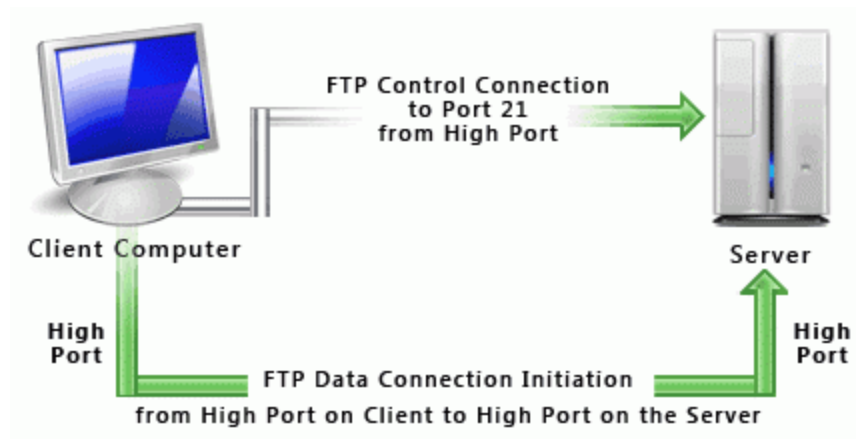 FTP Control Connection
to Port 21
from High Port
Client Computer
Server
High
Port
High
Port
FTP Data Connection Initiation
from High Port on Client to High Port on the Server